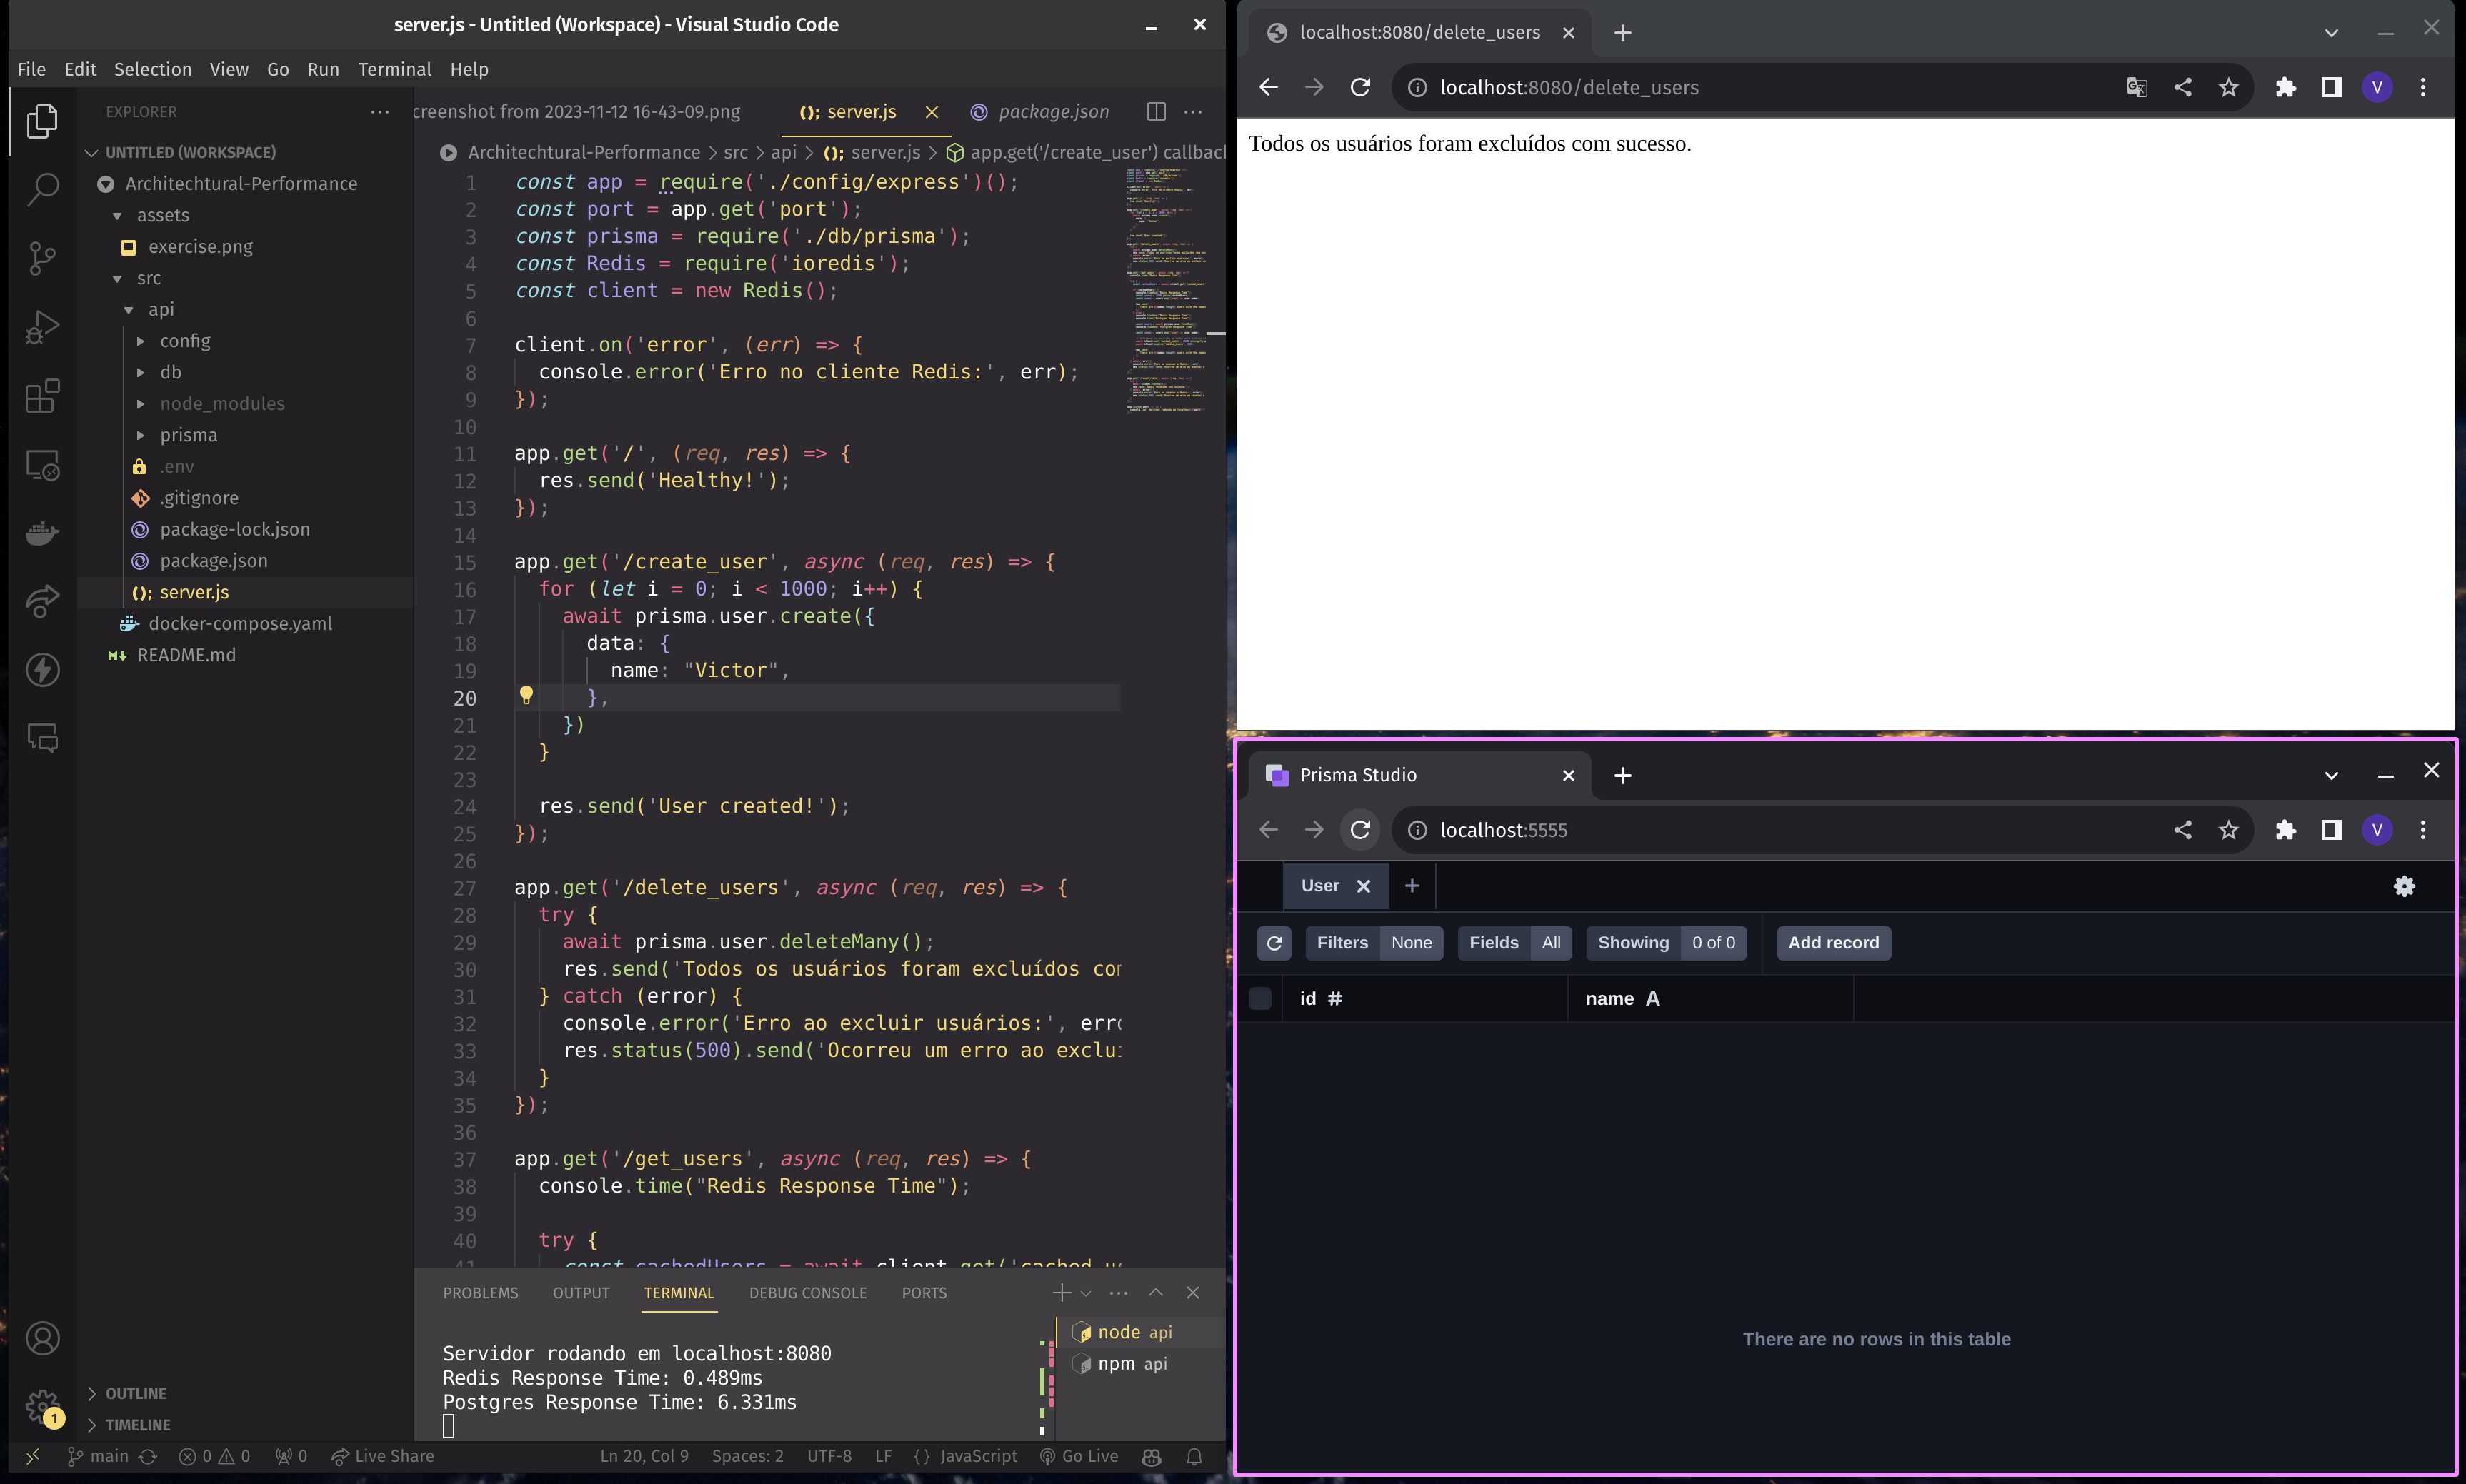 server.js - Untitled (Workspace) - Visual Studio Code
File Edit Selection View Go Run Terminal Help
EXPLORER
UNTITLED (WORKSPACE)
Architechtural-Performance
assets
exercise.png
src
api
config
db
node_modules
prisma
.env
.gitignore
package-lock.json
package.json
server.js
docker-compose.yaml
README.md
OUTLINE
TIMELINE
creenshot from 2023-11-12 16-43-09.png
server.js
package.json
Architechtural-Performance > src > api > server.js > app.get('/create_user') callbac
1 const app = require('./config/express')();
2 const port = app.get('port');
3 const prisma = require('./db/prisma');
4 const Redis = require('ioredis');
5 const client = new Redis();
6
7 client.on('error', (err) => {
8 console.error('Erro no cliente Redis:', err);
9 });
10
11 app.get('/', (req, res) => {
12 res.send('Healthy!');
13 });
14
15 app.get('/create_user', async (req, res) => {
16 for (let i = 0; i < 1000; i++) {
17 await prisma.user.create({
18 data: {
19 name: "Victor",
20 },
21 })
22 }
23
24 res.send('User created!');
25 });
26
27 app.get('/delete_users', async (req, res) => {
28 try {
29 await prisma.user.deleteMany();
30 res.send('Todos os usuários foram excluídos co
31 } catch (error) {
32 console.error('Erro ao excluir usuários:', erro
33 res.status(500).send('Ocorreu um erro ao exclu
34 }
35 });
36
37 app.get('/get_users', async (req, res) => {
38 console.time("Redis Response Time");
39
40 try {
41 const cachedUsers = await client.get('cached_u
PROBLEMS OUTPUT TERMINAL DEBUG CONSOLE PORTS
Servidor rodando em localhost:8080
Redis Response Time: 0.489ms
Postgres Response Time: 6.331ms
node api
npm api
1
main 0 0 0 Live Share Ln 20, Col 9 Spaces: 2 UTF-8 LF {} JavaScript Go Live
localhost:8080/delete_users
localhost:8080/delete_users
V
Todos os usuários foram excluídos com sucesso.
Prisma Studio
localhost:5555
V
User
Filters None Fields All Showing 0 of 0 Add record
id # name A
There are no rows in this table